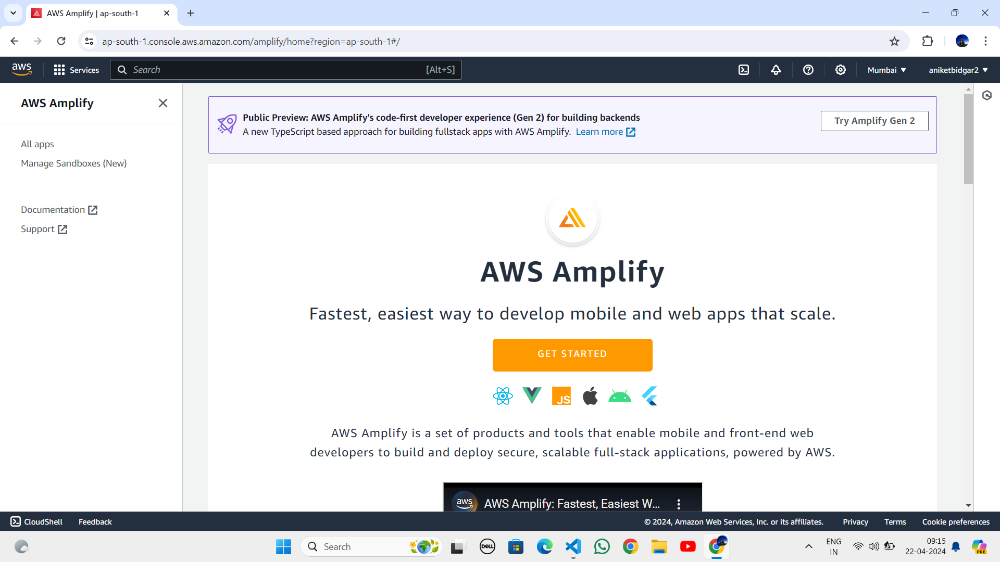 AWS Amplify | ap-south-1
ap-south-1.console.aws.amazon.com/amplify/home?region=ap-south-1#/
aws
Services
Search
[Alt+S]
Mumbai
aniketbidgar2
AWS Amplify
All apps
Manage Sandboxes (New)
Documentation
Support
Public Preview: AWS Amplify's code-first developer experience (Gen 2) for building backends
A new TypeScript based approach for building fullstack apps with AWS Amplify. Learn more
Try Amplify Gen 2
AWS Amplify
Fastest, easiest way to develop mobile and web apps that scale.
GET STARTED
JS
AWS Amplify is a set of products and tools that enable mobile and front-end web
developers to build and deploy secure, scalable full-stack applications, powered by AWS.
aws
AWS Amplify: Fastest, Easiest W...
CloudShell
Feedback
© 2024, Amazon Web Services, Inc. or its affiliates.
Privacy
Terms
Cookie preferences
Search
DELL
ENG
IN
09:15
22-04-2024
PRE